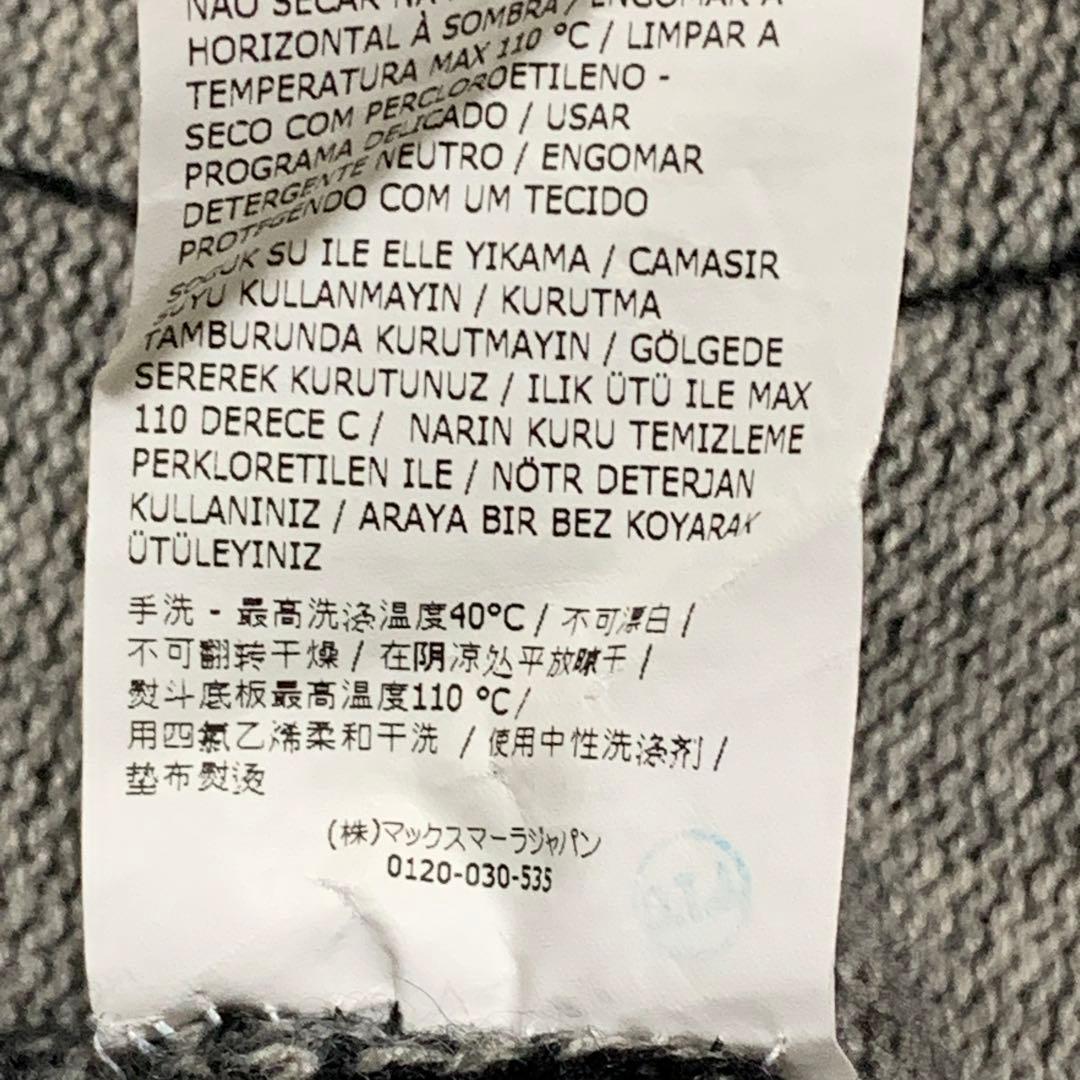 NÃO SECAR NA ENGOMAR A
HORIZONTAL À SOMBRA / LIMPAR A
TEMPERATURA MAX 110 °C /
SECO COM PERCLOROETILENO -
PROGRAMA DELICADO / USAR
DETERGENTE NEUTRO / ENGOMAR
PROTEGENDO COM UM TECIDO
SOGUK SU ILE ELLE YIKAMA / CAMASIR
SUYU KULLANMAYIN / KURUTMA
TAMBURUNDA KURUTMAYIN / GÖLGEDE
SEREREK KURUTUNUZ / ILIK ÜTÜ ILE MAX
110 DERECE C / NARIN KURU TEMIZLEME
PERKLORETILEN ILE / NÖTR DETERJAN
KULLANINIZ / ARAYA BIR BEZ KOYARAK
ÜTÜLEYINIZ
手洗 - 最高洗涤温度40°C / 不可漂白 /
不可翻转干燥 / 在阴凉处平放晾干 /
熨斗底板最高温度110 °C /
用四氯乙烯柔和干洗 / 使用中性洗涤剂 /
垫布熨烫
(株)マックスマーラジャパン
0120-030-535